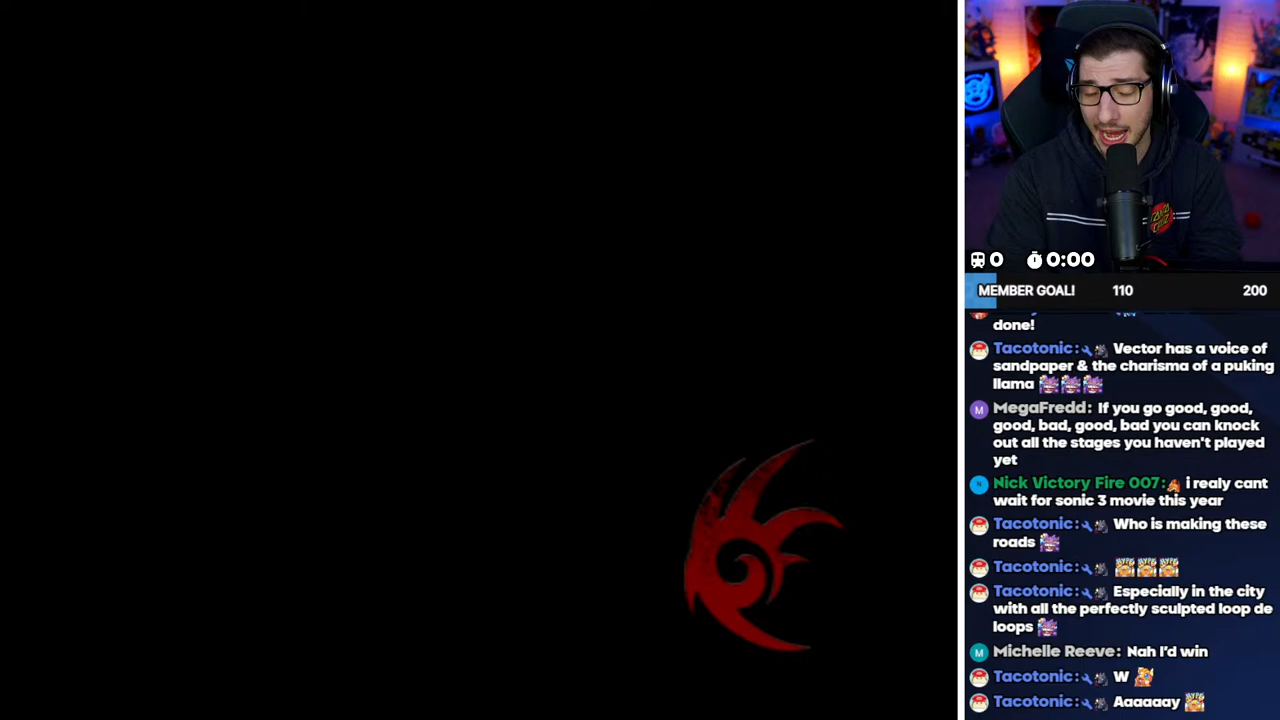 0 0:00
MEMBER GOAL! 110 200
done!
Tacotonic: Vector has a voice of
sandpaper & the charisma of a puking
llama
MegaFredd: If you go good, good,
good, bad, good, bad you can knock
out all the stages you haven't played
yet
Nick Victory Fire 007: i realy cant
wait for sonic 3 movie this year
Tacotonic: Who is making these
roads
Tacotonic:
Tacotonic: Especially in the city
with all the perfectly sculpted loop de
loops
Michelle Reeve: Nah I'd win
Tacotonic: W
Tacotonic: Aaaaaay